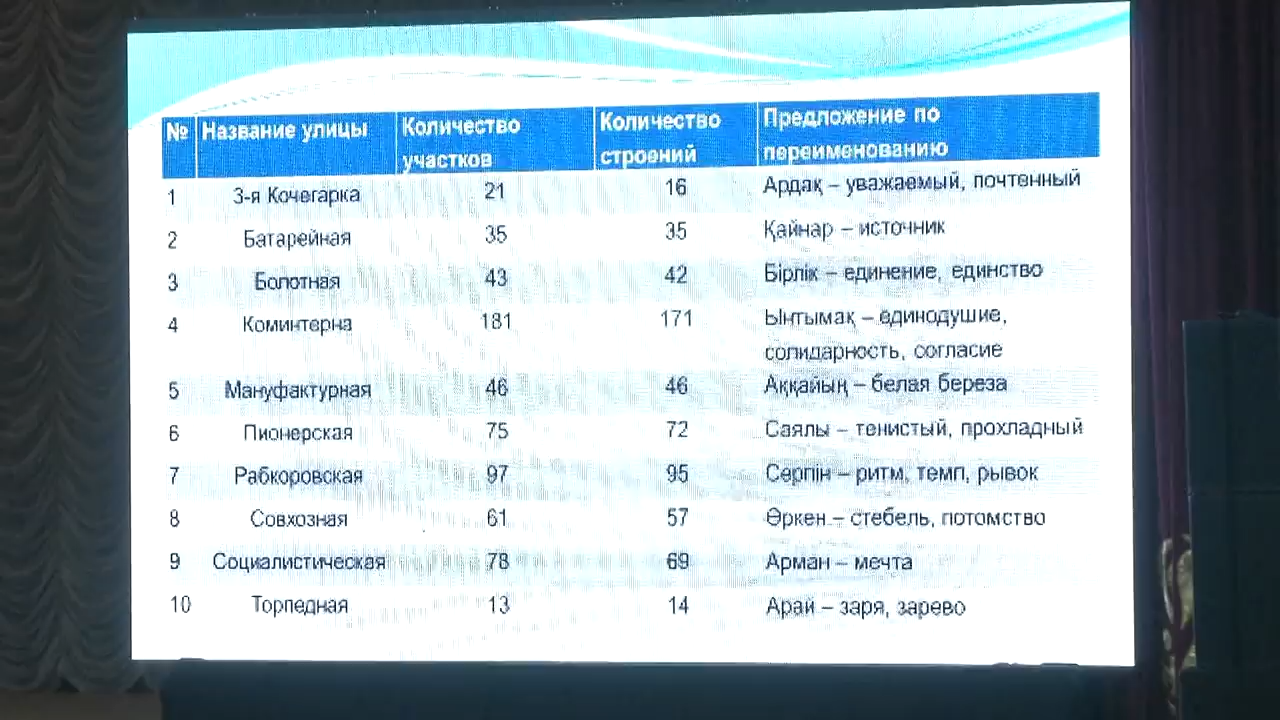 № Название улицы Количество участков Количество строений Предложение по переименованию
1 3-я Кочегарка 21 16 Ардақ – уважаемый, почтенный
2 Батарейная 35 35 Қайнар – источник
3 Болотная 43 42 Бірлік – единение, единство
4 Коминтерна 181 171 Ынтымақ – единодушие,
солидарность, согласие
5 Мануфактурная 46 46 Аққайың – белая береза
6 Пионерская 75 72 Саялы – тенистый, прохладный
7 Рабкоровская 97 95 Серпін – ритм, темп, рывок
8 Совхозная 61 57 Өркен – стебель, потомство
9 Социалистическая 78 69 Арман – мечта
10 Торпедная 13 14 Арай – заря, зарево